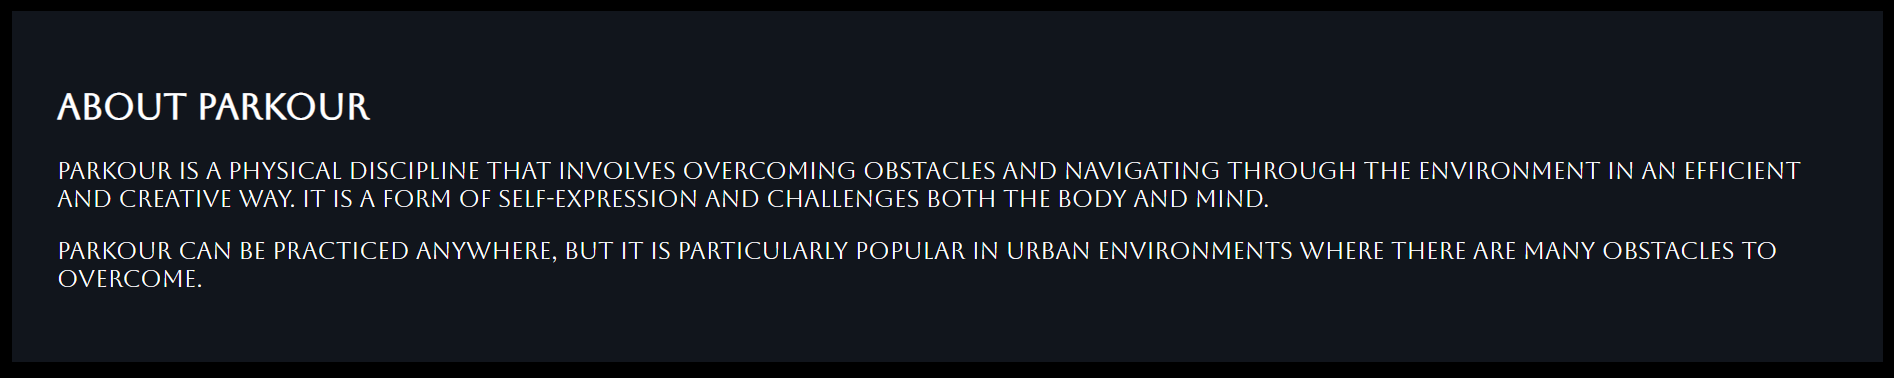 ABOUT PARKOUR
PARKOUR IS A PHYSICAL DISCIPLINE THAT INVOLVES OVERCOMING OBSTACLES AND NAVIGATING THROUGH THE ENVIRONMENT IN AN EFFICIENT
AND CREATIVE WAY. IT IS A FORM OF SELF-EXPRESSION AND CHALLENGES BOTH THE BODY AND MIND.
PARKOUR CAN BE PRACTICED ANYWHERE, BUT IT IS PARTICULARLY POPULAR IN URBAN ENVIRONMENTS WHERE THERE ARE MANY OBSTACLES TO
OVERCOME.